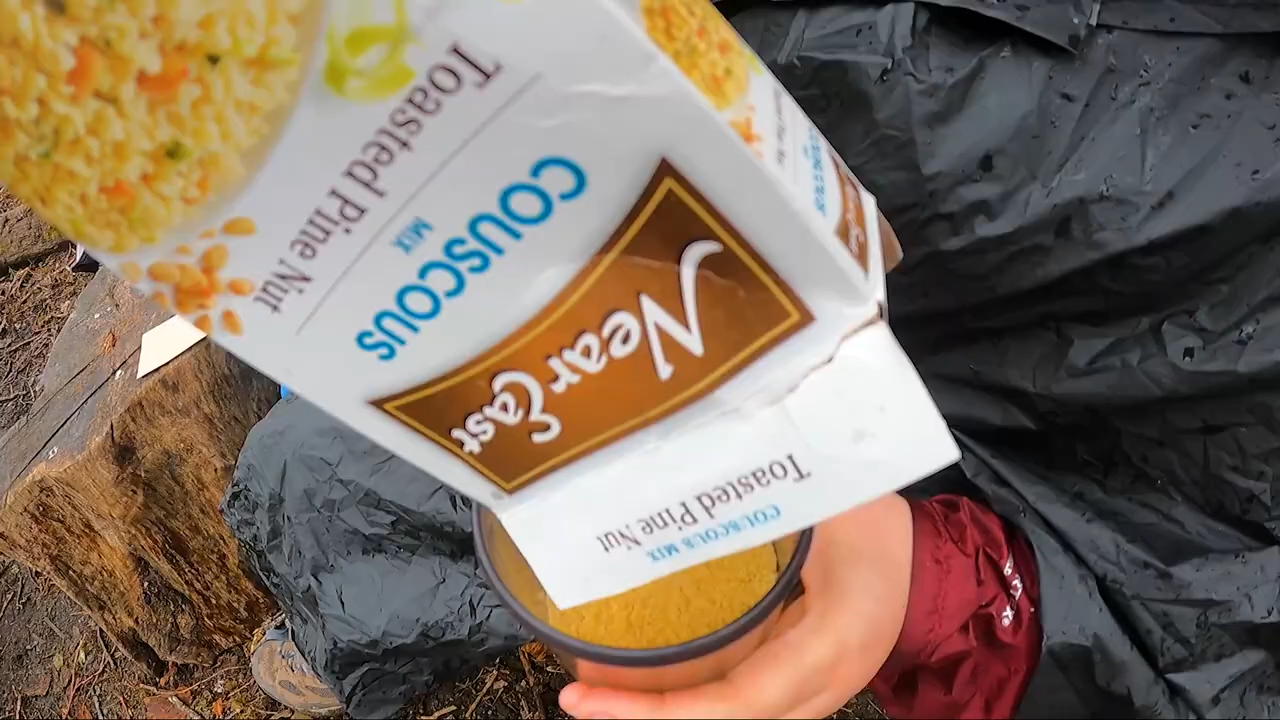 Near East
COUSCOUS
MIX
Toasted Pine Nut
COUSCOUS MIX
Toasted Pine Nut